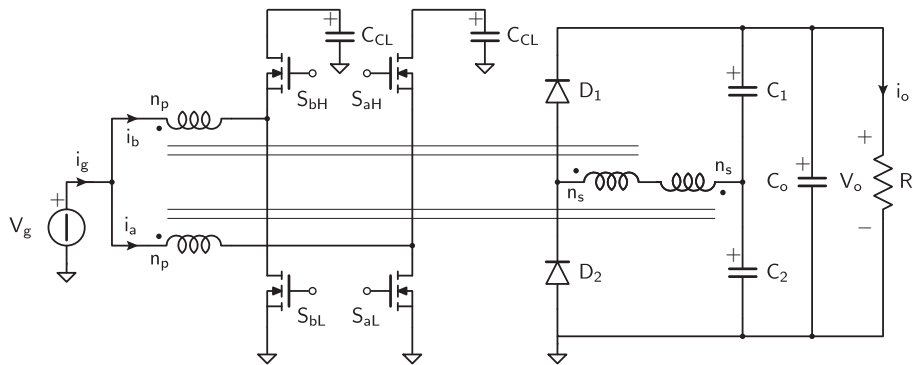 + C_CL + C_CL
S_bH S_aH
n_p
i_b
i_g
+
V_g
i_a
n_p
S_bL S_aL
D_1
+ C_1
n_s n_s
D_2
+ C_2
+ C_o
i_o
+
V_o R
−